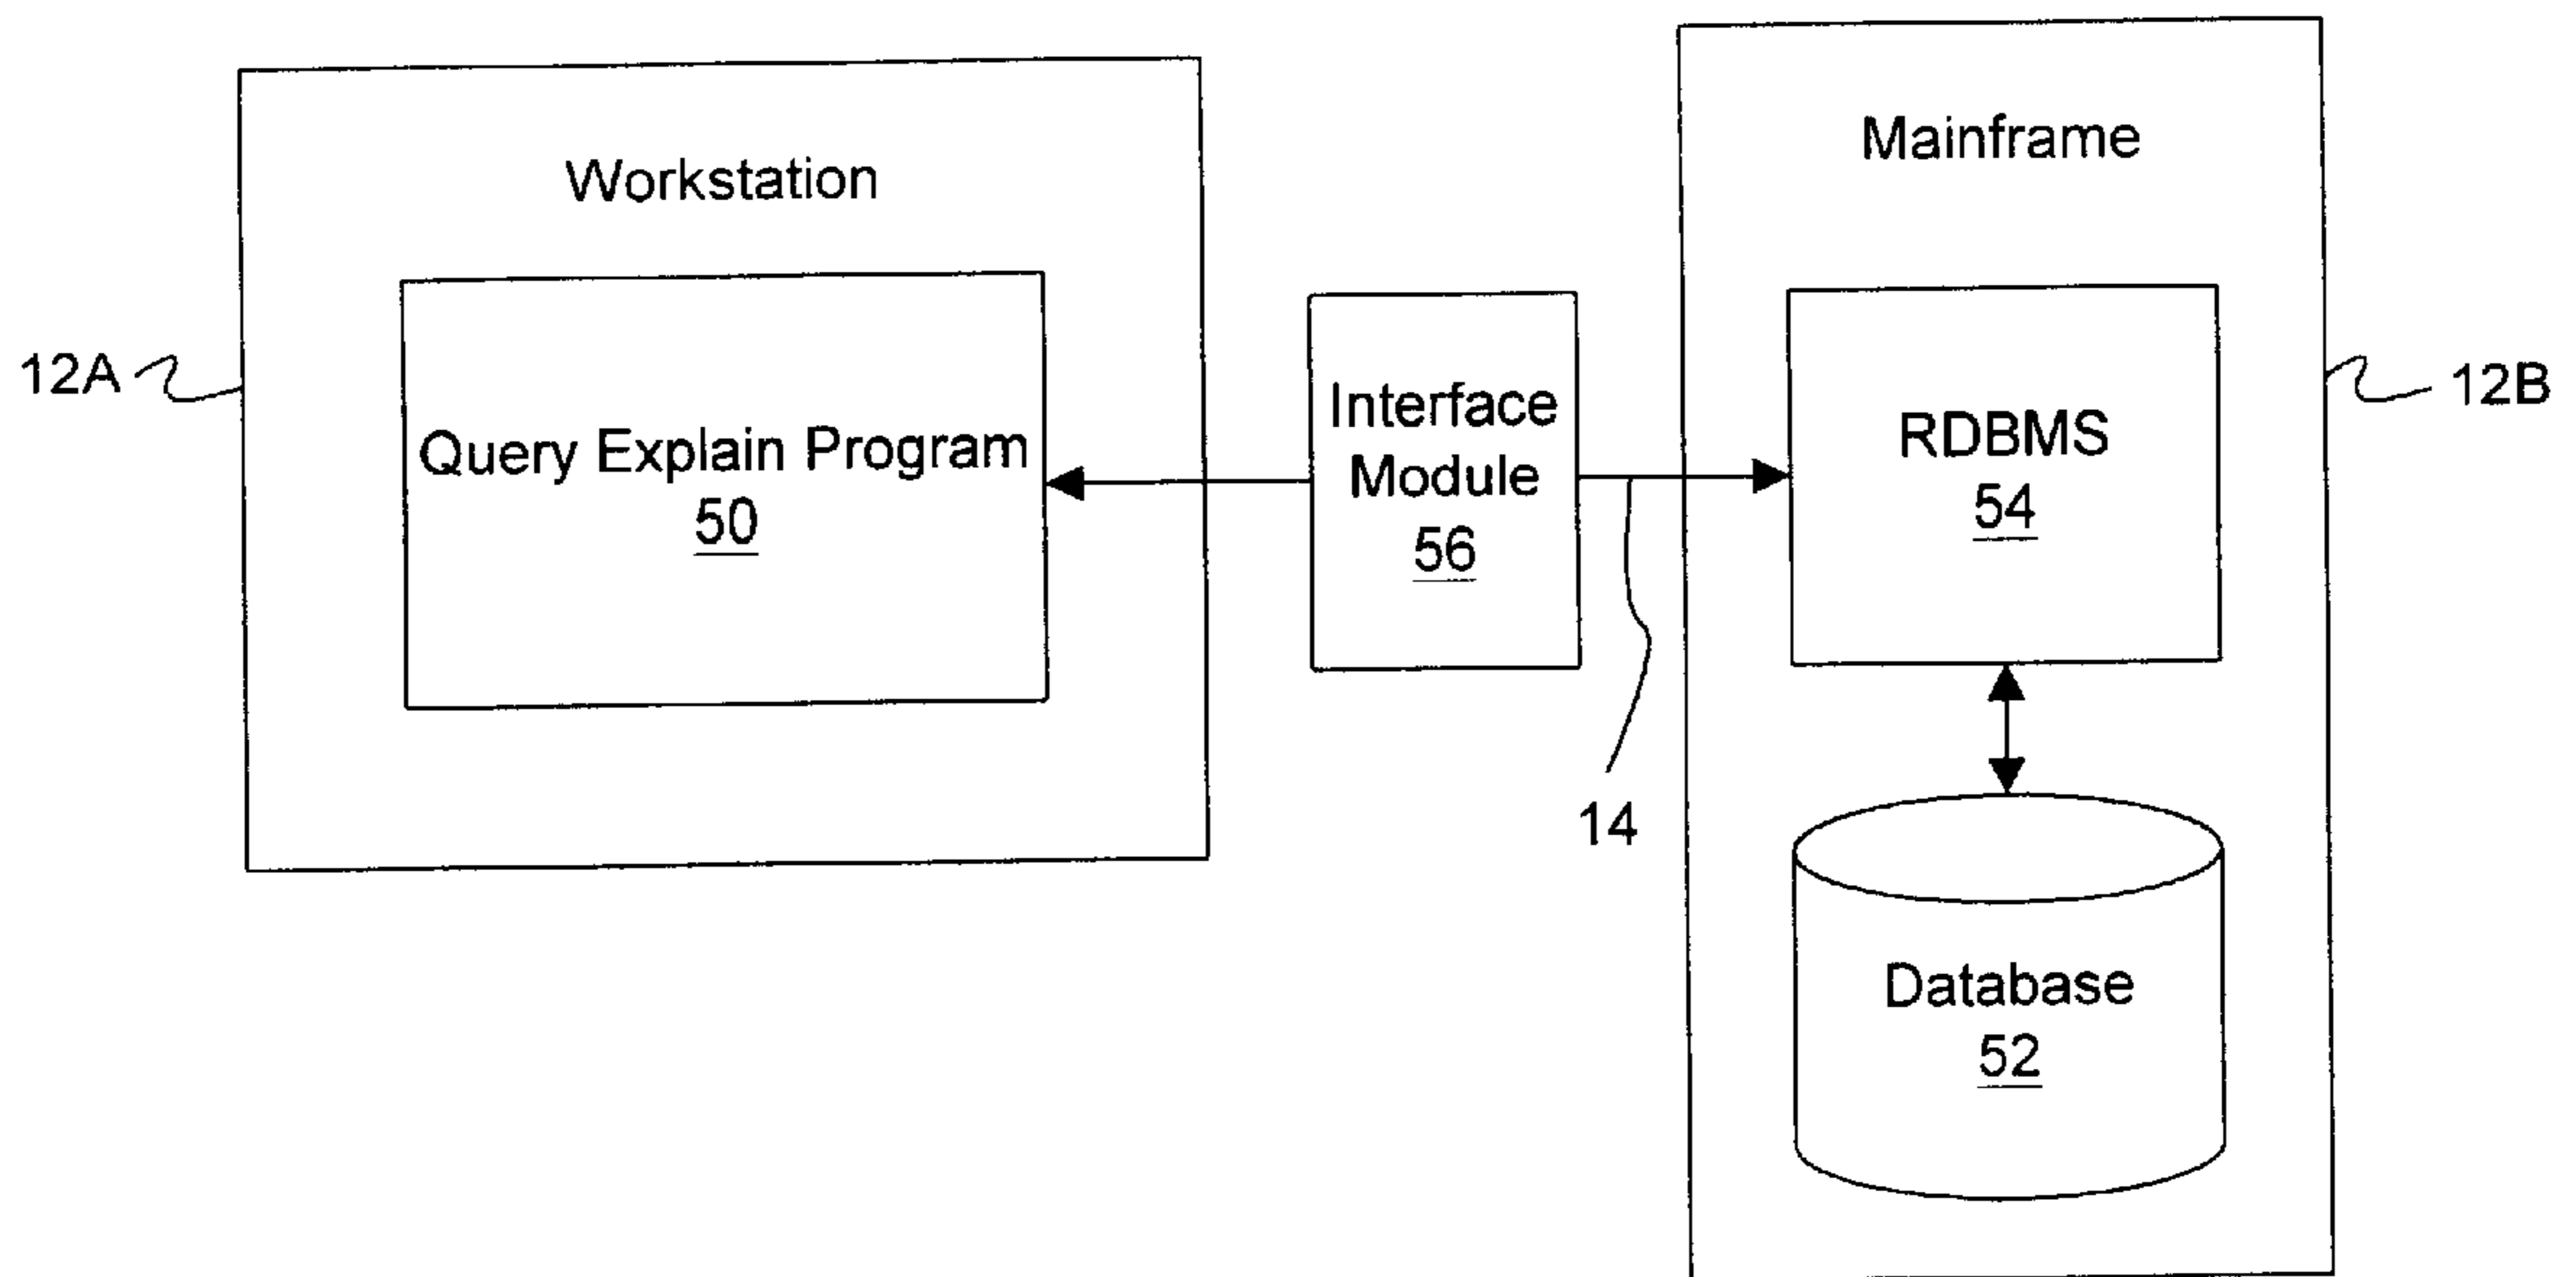 Workstation
Query Explain Program
50
12A
Interface
Module
56
14
Mainframe
RDBMS
54
12B
Database
52